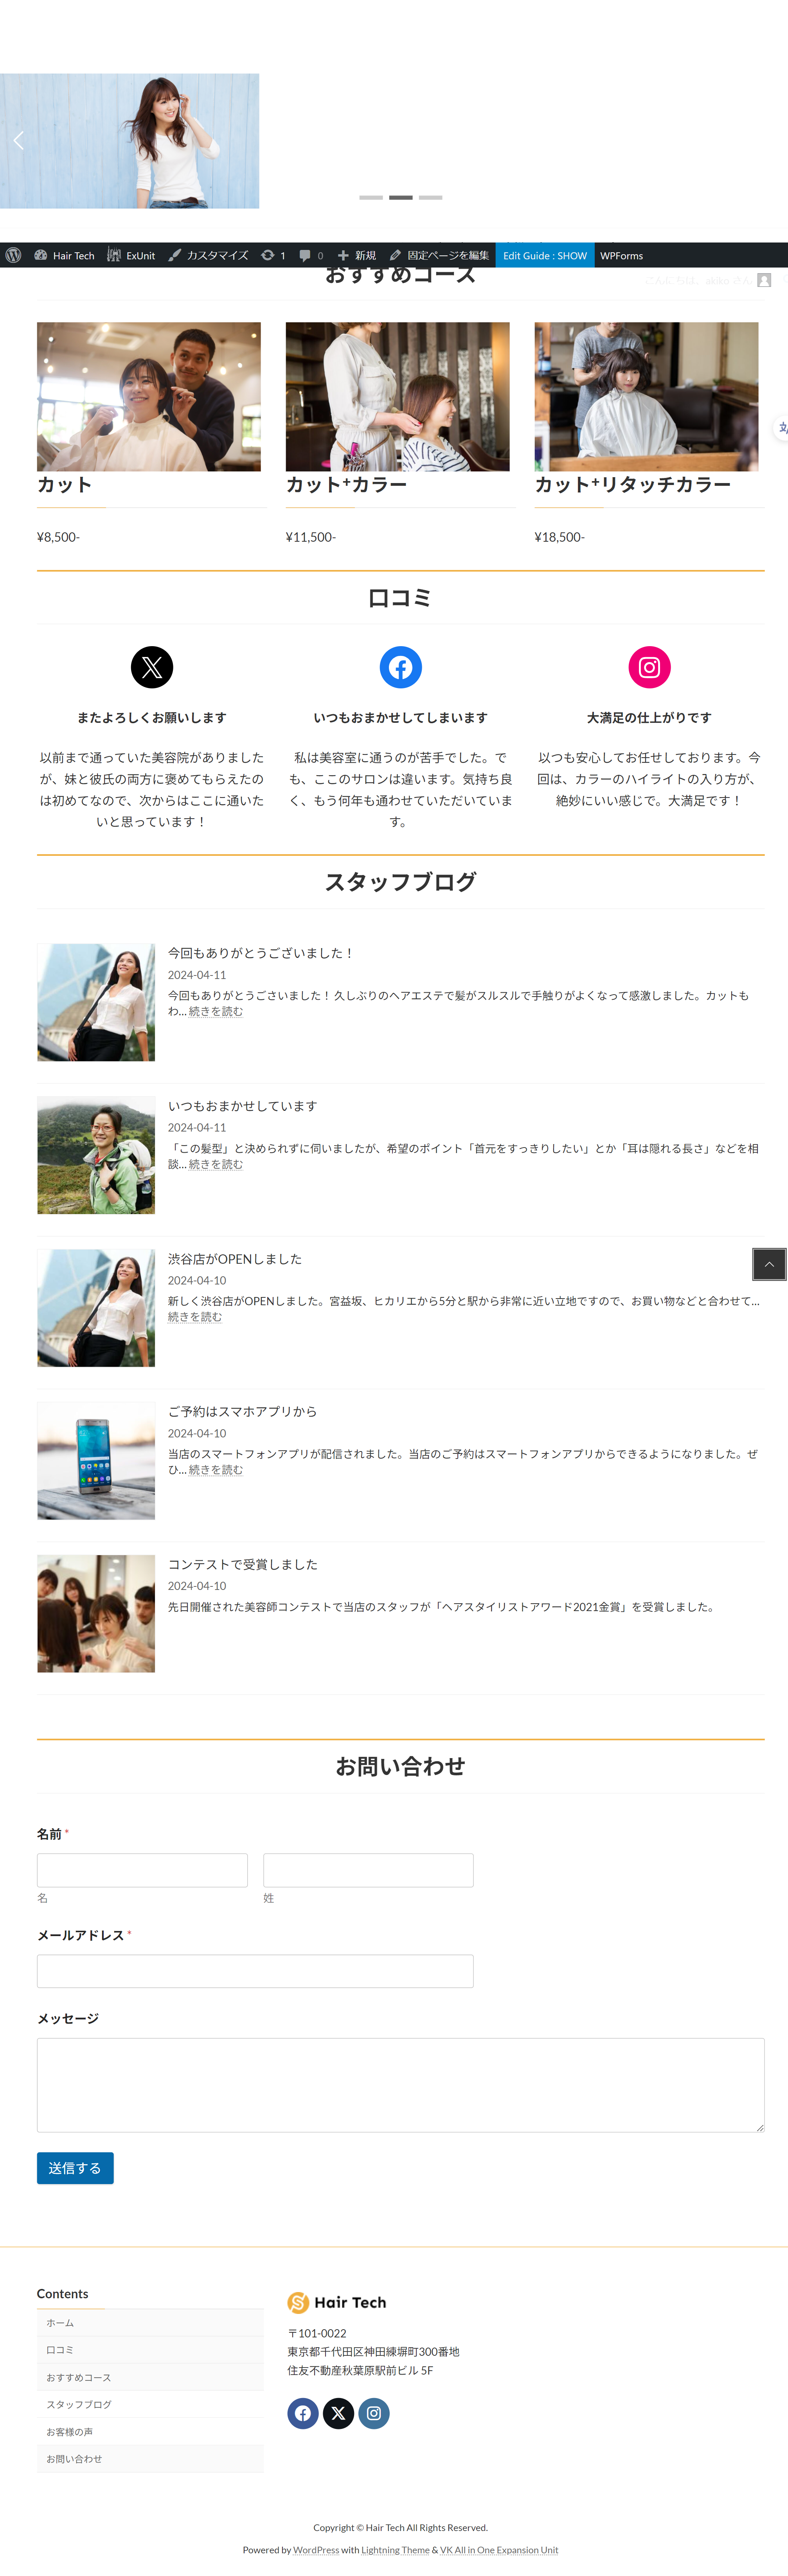 Hair Tech ExUnit カスタマイズ 1 0 新規 固定ページを編集 Edit Guide : SHOW WPForms
こんにちは、akiko さん
おすすめコース
カット カット+カラー カット+リタッチカラー
¥8,500- ¥11,500- ¥18,500-
口コミ
またよろしくお願いします いつもおまかせしてしまいます 大満足の仕上がりです
以前まで通っていた美容院がありました
が、妹と彼氏の両方に褒めてもらえたの
は初めてなので、次からはここに通いた
いと思っています！
私は美容室に通うのが苦手でした。で
も、ここのサロンは違います。気持ち良
く、もう何年も通わせていただいていま
す。
以つも安心してお任せしております。今
回は、カラーのハイライトの入り方が、
絶妙にいい感じで。大満足です！
スタッフブログ
今回もありがとうございました！
2024-04-11
今回もありがとうごさいました！ 久しぶりのヘアエステで髪がスルスルで手触りがよくなって感激しました。カットも
わ... 続きを読む
いつもおまかせしています
2024-04-11
「この髪型」と決められずに伺いましたが、希望のポイント「首元をすっきりしたい」とか「耳は隠れる長さ」などを相
談... 続きを読む
渋谷店がOPENしました
2024-04-10
新しく渋谷店がOPENしました。宮益坂、ヒカリエから5分と駅から非常に近い立地ですので、お買い物などと合わせて...
続きを読む
ご予約はスマホアプリから
2024-04-10
当店のスマートフォンアプリが配信されました。当店のご予約はスマートフォンアプリからできるようになりました。ぜ
ひ... 続きを読む
コンテストで受賞しました
2024-04-10
先日開催された美容師コンテストで当店のスタッフが「ヘアスタイリストアワード2021金賞」を受賞しました。
お問い合わせ
名前 *
名 姓
メールアドレス *
メッセージ
送信する
Contents
ホーム
口コミ
おすすめコース
スタッフブログ
お客様の声
お問い合わせ
Hair Tech
〒101-0022
東京都千代田区神田練塀町300番地
住友不動産秋葉原駅前ビル 5F
Copyright © Hair Tech All Rights Reserved.
Powered by WordPress with Lightning Theme & VK All in One Expansion Unit